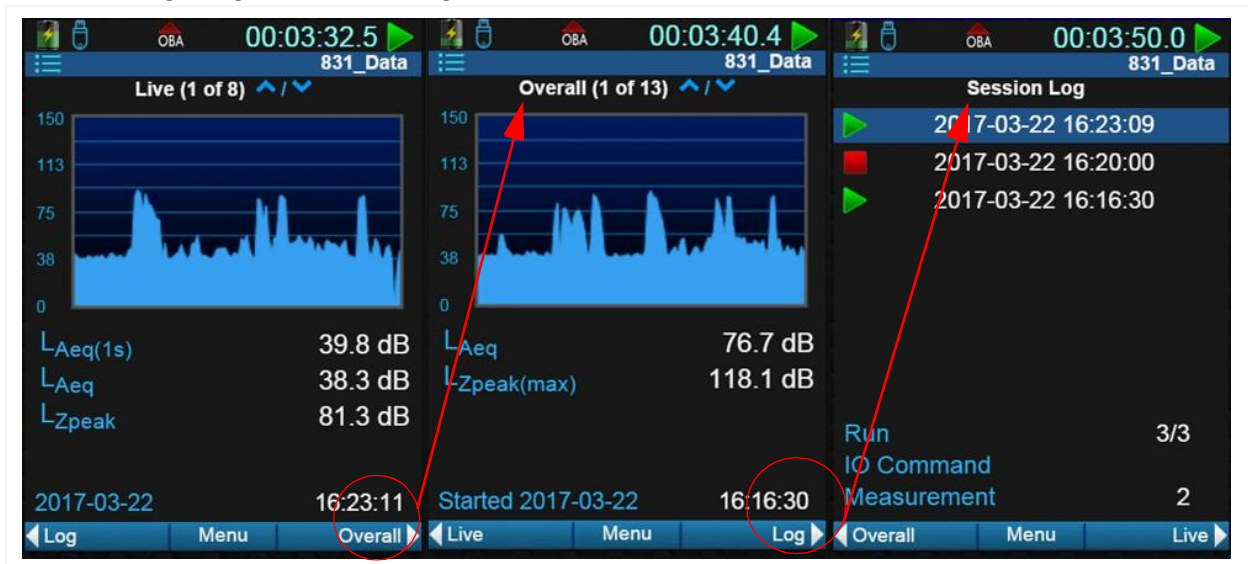 OBA 00:03:32.5
831_Data
Live (1 of 8) /
150
113
75
38
0
LAeq(1s) 39.8 dB
LAeq 38.3 dB
LZpeak 81.3 dB
2017-03-22 16:23:11
Log Menu Overall
OBA 00:03:40.4
831_Data
Overall (1 of 13) /
150
113
75
38
0
LAeq 76.7 dB
LZpeak(max) 118.1 dB
Started 2017-03-22 16:16:30
Live Menu Log
OBA 00:03:50.0
831_Data
Session Log
2017-03-22 16:23:09
2017-03-22 16:20:00
2017-03-22 16:16:30
Run 3/3
IO Command
Measurement 2
Overall Menu Live